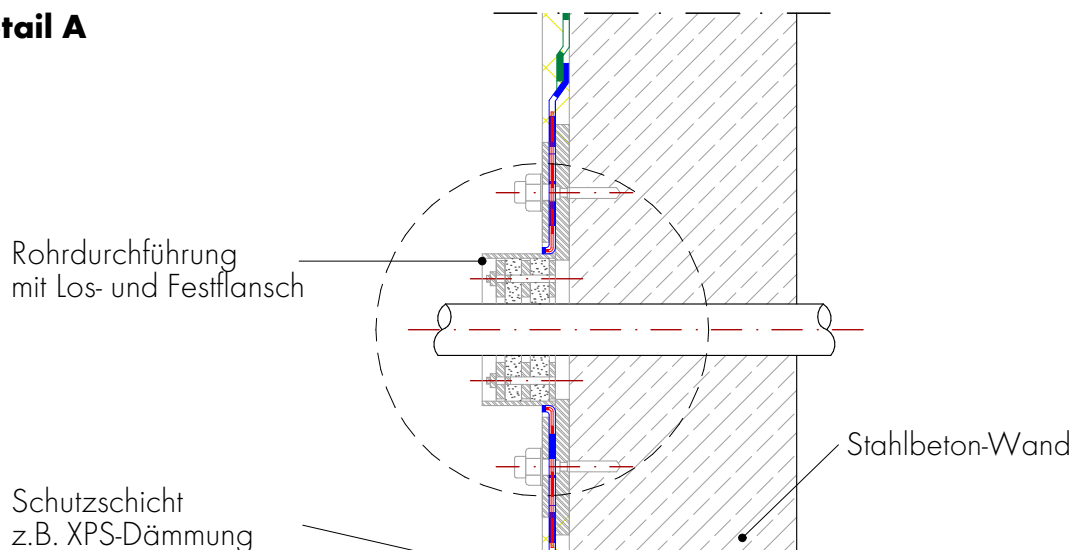 tail A
Rohrdurchführung
mit Los- und Festflansch
Stahlbeton-Wand
Schutzschicht
z.B. XPS-Dämmung